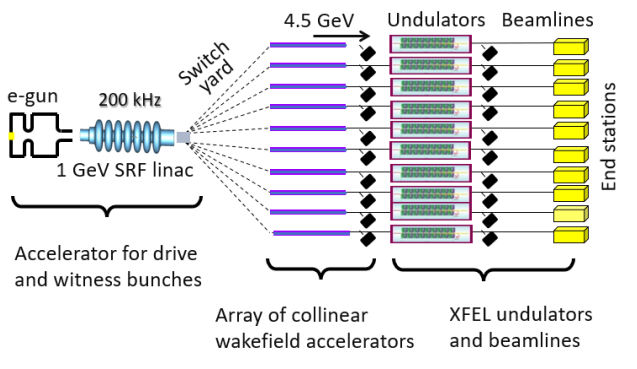 4.5 GeV
Undulators
Beamlines
Switch
yard
e-gun
200 kHz
1 GeV SRF linac
End stations
Accelerator for drive
and witness bunches
Array of collinear
wakefield accelerators
XFEL undulators
and beamlines